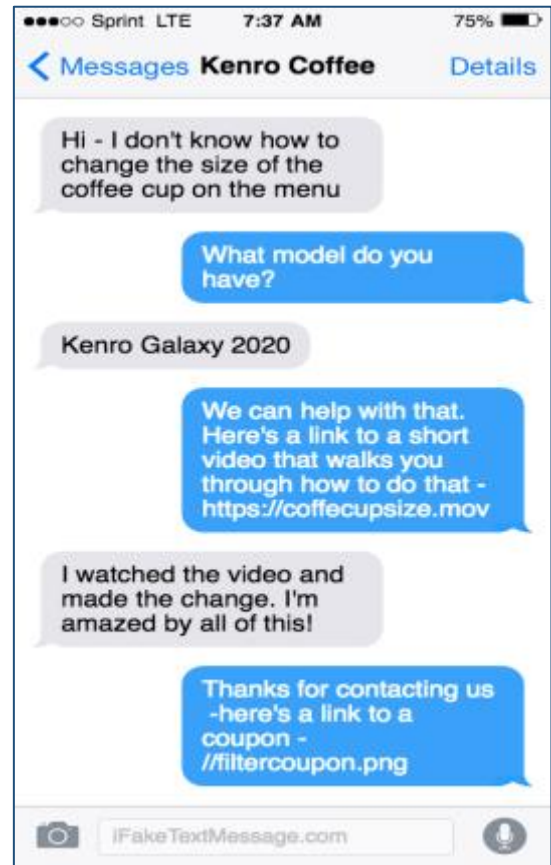 Sprint LTE 7:37 AM 75%
Messages Kenro Coffee Details
Hi - I don't know how to
change the size of the
coffee cup on the menu
What model do you
have?
Kenro Galaxy 2020
We can help with that.
Here's a link to a short
video that walks you
through how to do that -
https://coffecupsize.mov
I watched the video and
made the change. I'm
amazed by all of this!
Thanks for contacting us
-here's a link to a
coupon -
//filtercoupon.png
iFakeTextMessage.com